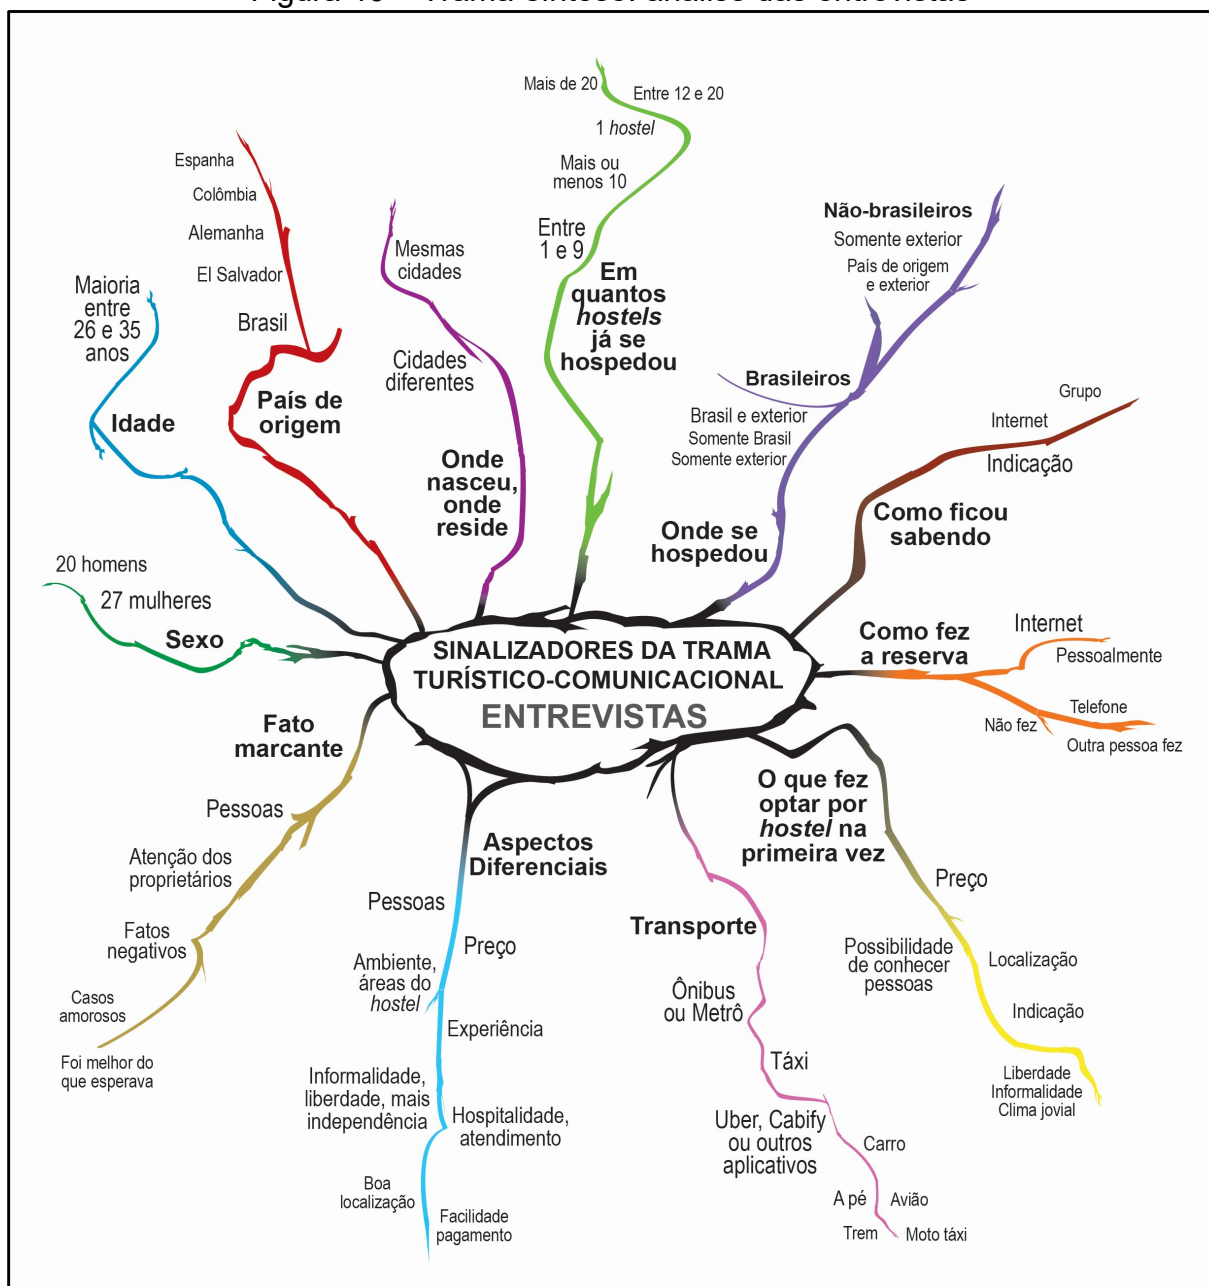 Mais de 20
Entre 12 e 20
1 hostel
Mais ou
menos 10
Entre
1 e 9
Em
quantos
hostels
já se
hospedou
Espanha
Colômbia
Alemanha
El Salvador
Brasil
País de
origem
Maioria
entre
26 e 35
anos
Idade
Mesmas
cidades
Cidades
diferentes
Onde
nasceu,
onde
reside
Não-brasileiros
Somente exterior
País de origem
e exterior
Brasileiros
Brasil e exterior
Somente Brasil
Somente exterior
Onde se
hospedou
Grupo
Internet
Indicação
Como ficou
sabendo
20 homens
27 mulheres
Sexo
SINALIZADORES DA TRAMA
TURÍSTICO-COMUNICACIONAL
ENTREVISTAS
Como fez
a reserva
Internet
Pessoalmente
Telefone
Não fez
Outra pessoa fez
Fato
marcante
Pessoas
Atenção dos
proprietários
Fatos
negativos
Casos
amorosos
Foi melhor do
que esperava
Aspectos
Diferenciais
Pessoas
Preço
Ambiente,
áreas do
hostel
Experiência
Informalidade,
liberdade, mais
independência
Hospitalidade,
atendimento
Boa
localização
Facilidade
pagamento
Transporte
Ônibus
ou Metrô
Táxi
Uber, Cabify
ou outros
aplicativos
Carro
A pé
Avião
Trem
Moto táxi
O que fez
optar por
hostel na
primeira vez
Preço
Possibilidade
de conhecer
pessoas
Localização
Indicação
Liberdade
Informalidade
Clima jovial